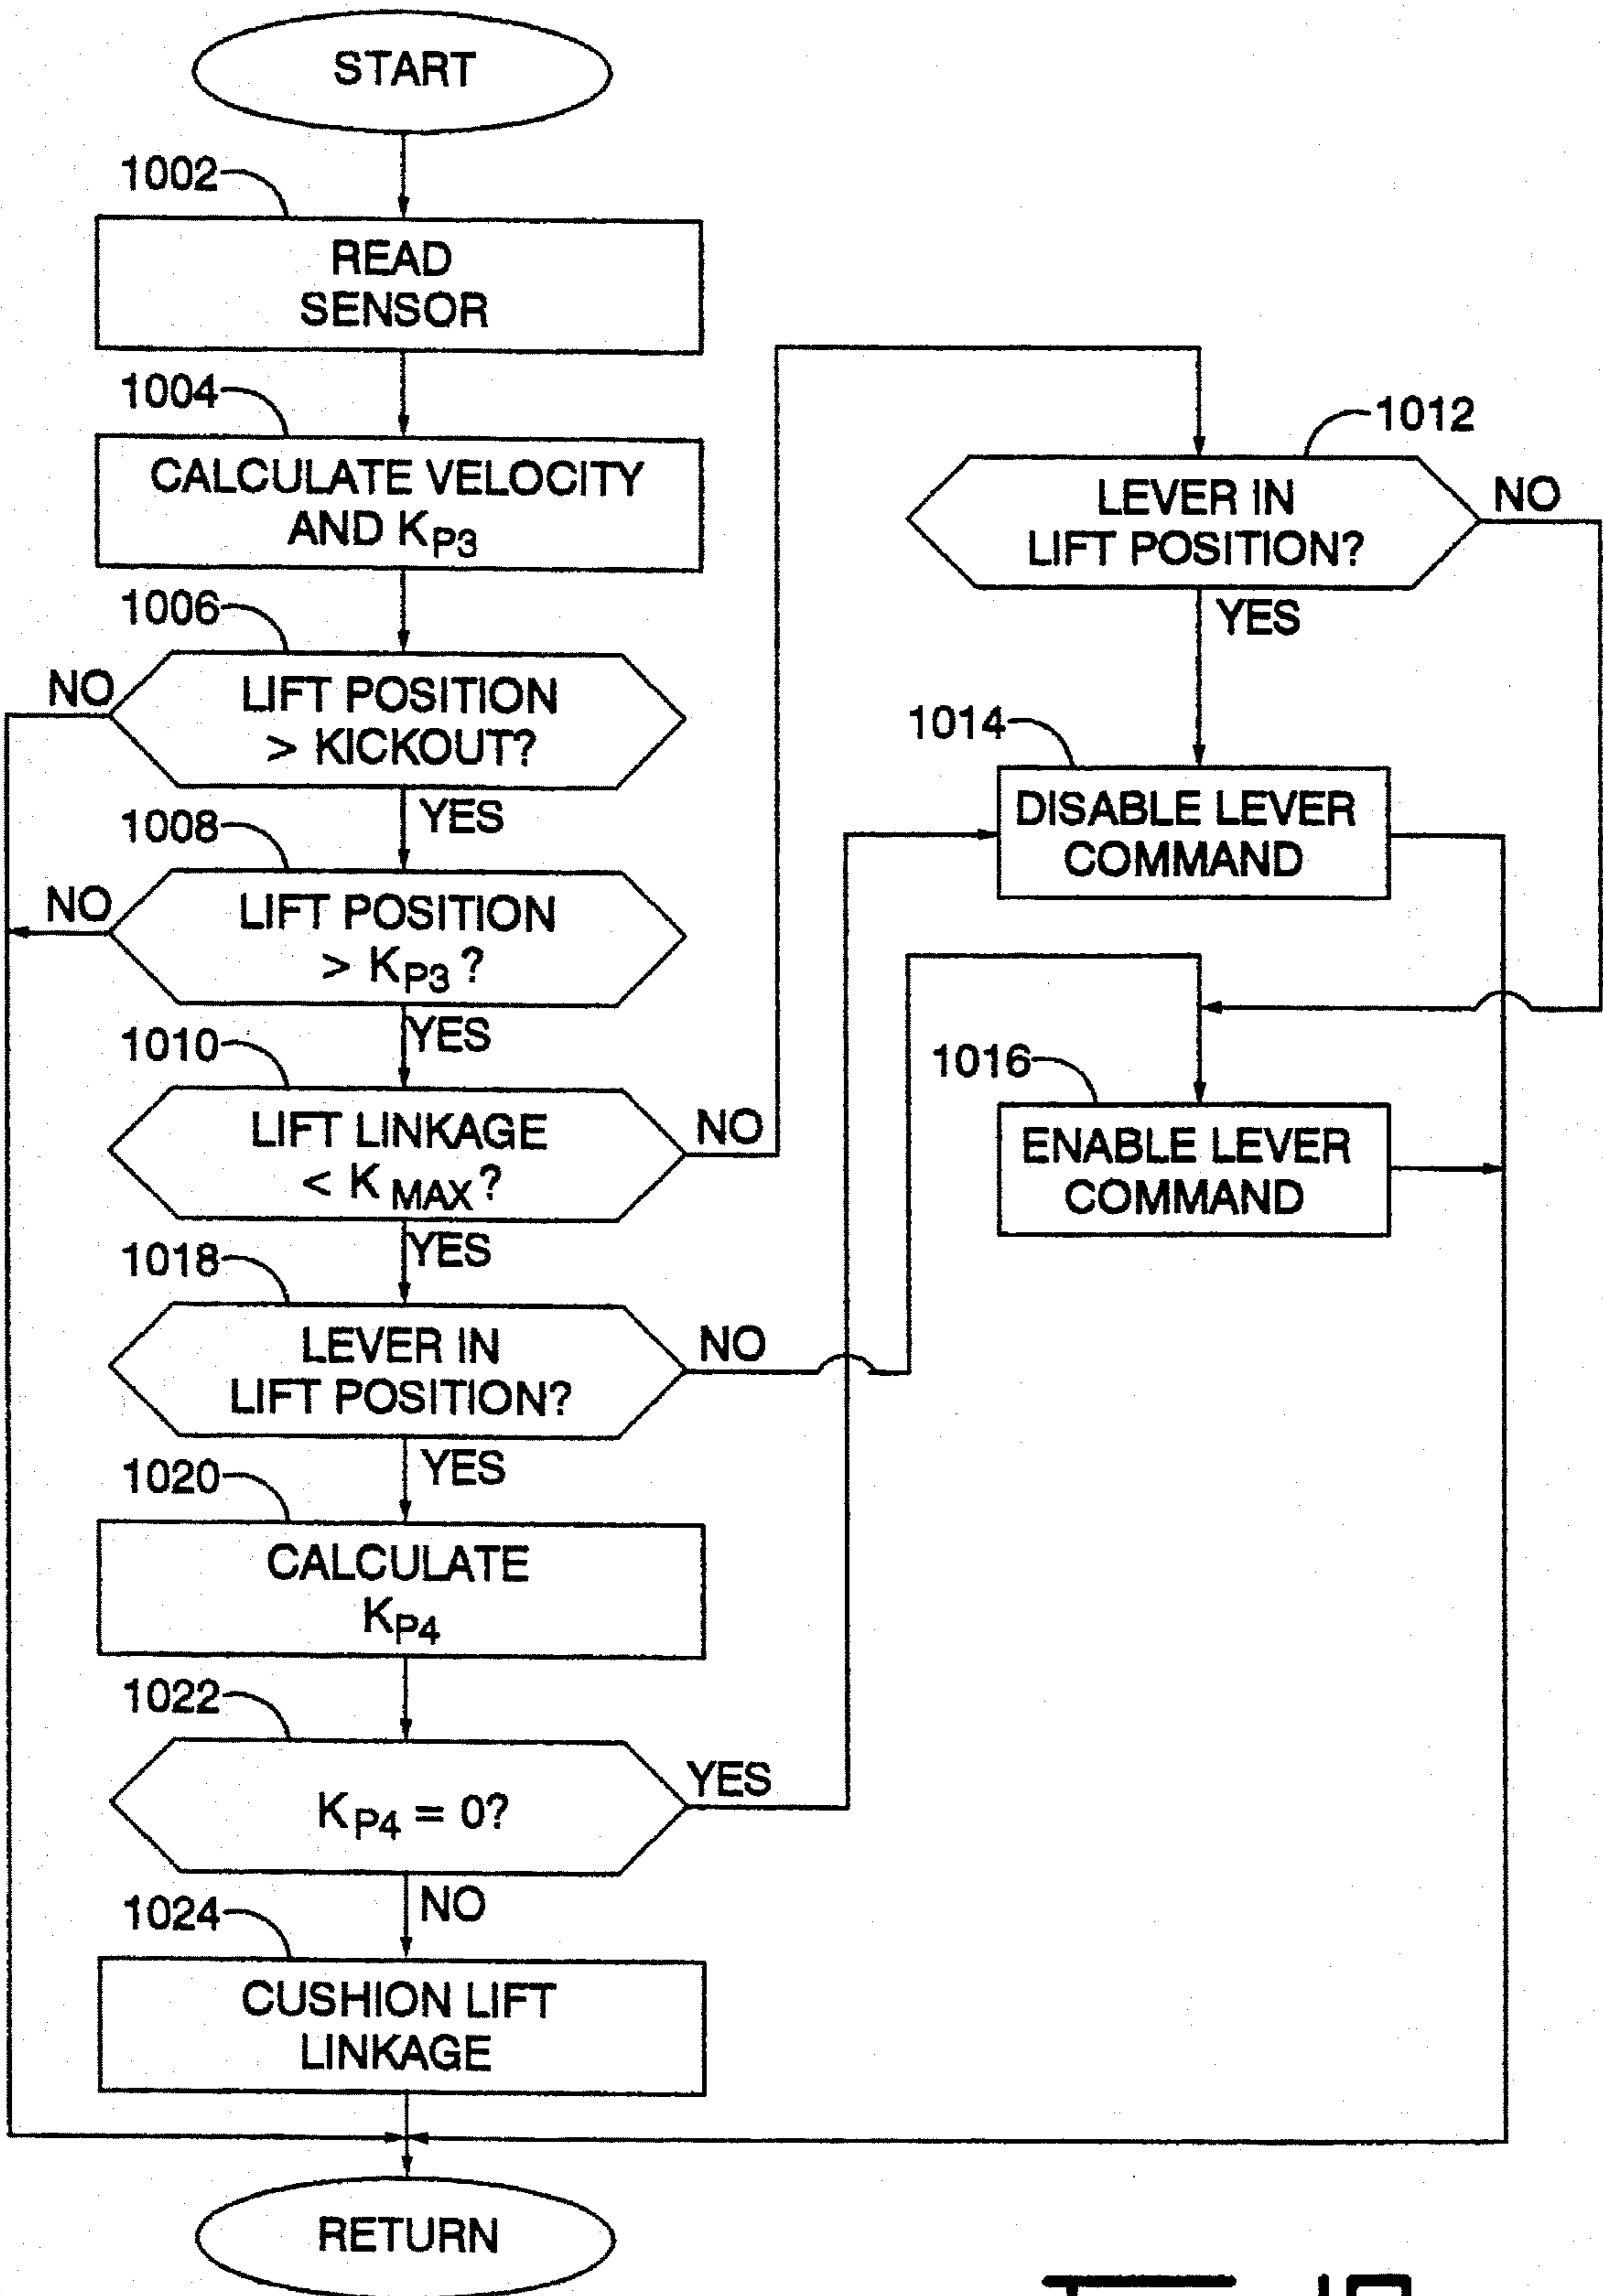 START
1002
READ
SENSOR
1004
CALCULATE VELOCITY
AND KP3
1006
LIFT POSITION
> KICKOUT?
NO
YES
1008
LIFT POSITION
> KP3 ?
NO
YES
1010
LIFT LINKAGE
< K MAX?
NO
YES
1012
LEVER IN
LIFT POSITION?
NO
YES
1014
DISABLE LEVER
COMMAND
1016
ENABLE LEVER
COMMAND
1018
LEVER IN
LIFT POSITION?
NO
YES
1020
CALCULATE
KP4
1022
KP4 = 0?
YES
NO
1024
CUSHION LIFT
LINKAGE
RETURN